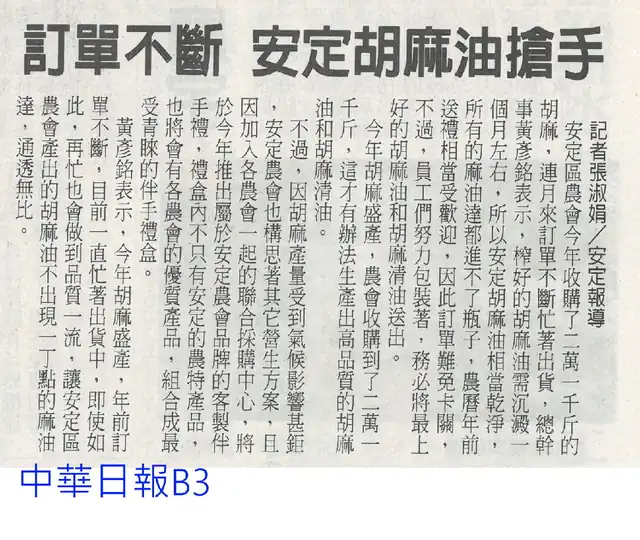 訂單不斷 安定胡麻油搶手
記者張淑娟／安定報導
安定區農會今年收購了二萬一千斤的
胡麻，連月來訂單不斷忙著出貨，總幹
事黃彥銘表示，榨好的胡麻油需沉澱一
個月左右，所以安定胡麻油相當乾淨，
所有的麻油達都進不了瓶子，農曆年前
送禮相當受歡迎，因此訂單難免卡關，
不過，員工們努力包裝著，務必將最上
好的胡麻油和胡麻清油送出。
今年胡麻盛產，農會收購到了二萬一
千斤，這才有辦法生產出高品質的胡麻
油和胡麻清油。
不過，因胡麻產量受到氣候影響甚鉅
，安定農會也構思著其它營生方案，且
因加入各農會一起的聯合採購中心，將
於今年推出屬於安定農會品牌的客製伴
手禮，禮盒內不只有安定的農特產品，
也將會有各農會的優質產品，組合成最
受青睞的伴手禮盒。
黃彥銘表示，今年胡麻盛產，年前訂
單不斷，目前一直忙著出貨中，即使如
此，再忙也會做到品質一流，讓安定區
農會產出的胡麻油不出現一丁點的麻油
達，通透無比。
中華日報B3